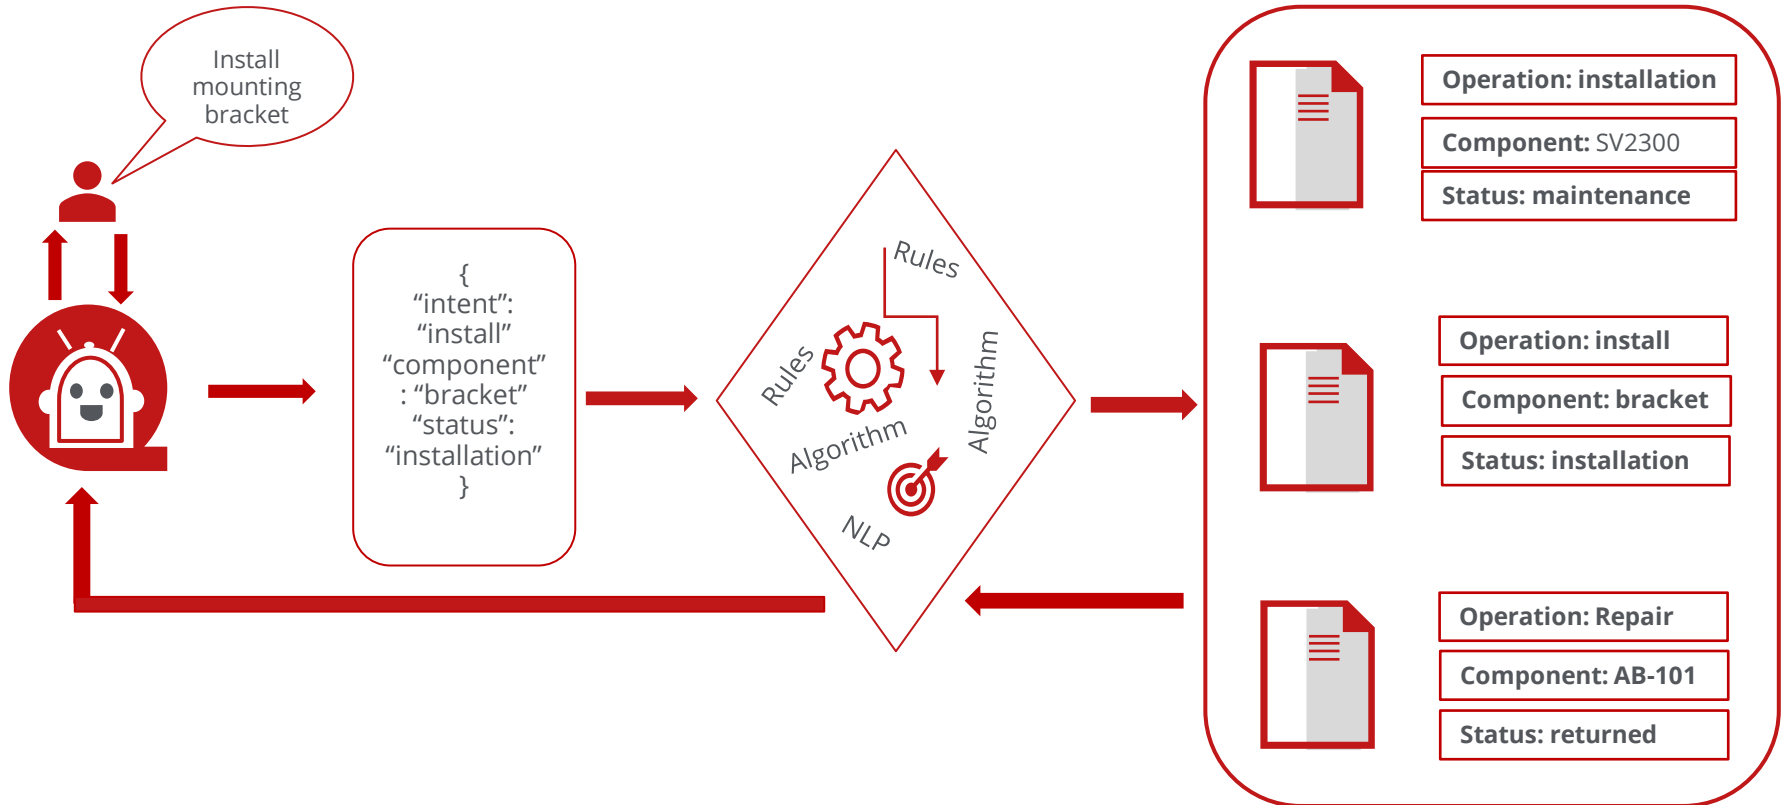 Install
mounting
bracket
{
“intent”:
“install”
“component”
: “bracket”
“status”:
“installation”
}
Rules
Rules
Algorithm
Algorithm
NLP
Operation: installation
Component: SV2300
Status: maintenance
Operation: install
Component: bracket
Status: installation
Operation: Repair
Component: AB-101
Status: returned